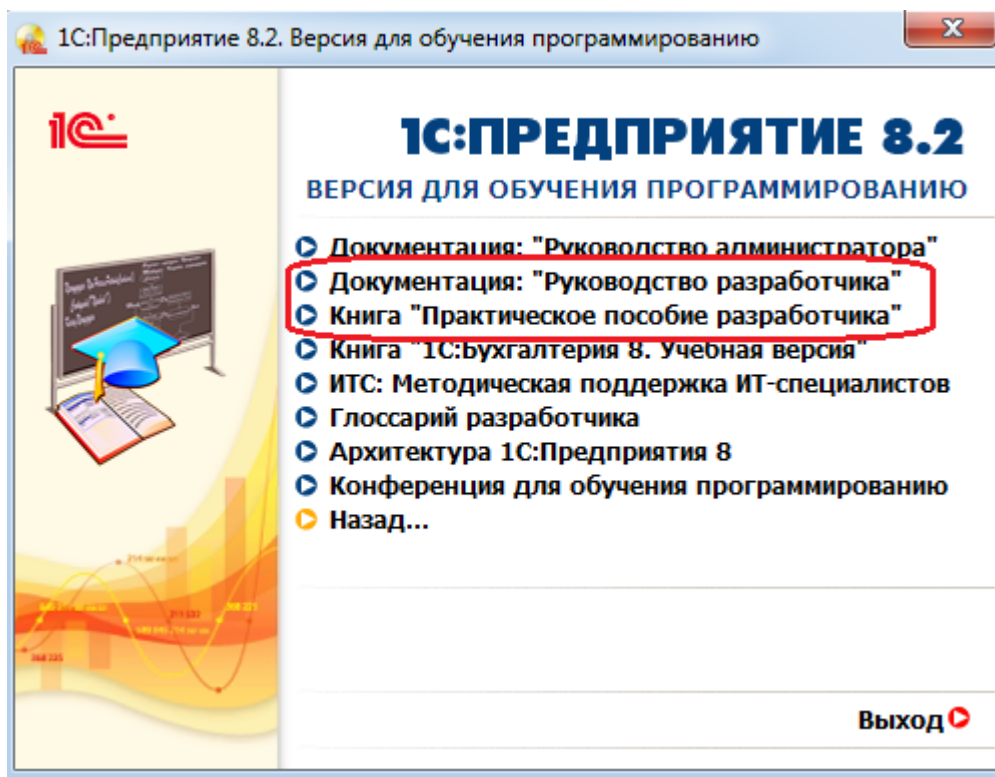 1С:Предприятие 8.2. Версия для обучения программированию
1С:ПРЕДПРИЯТИЕ 8.2
ВЕРСИЯ ДЛЯ ОБУЧЕНИЯ ПРОГРАММИРОВАНИЮ
Документация: "Руководство администратора"
Документация: "Руководство разработчика"
Книга "Практическое пособие разработчика"
Книга "1С:Бухгалтерия 8. Учебная версия"
ИТС: Методическая поддержка ИТ-специалистов
Глоссарий разработчика
Архитектура 1С:Предприятия 8
Конференция для обучения программированию
Назад...
Выход